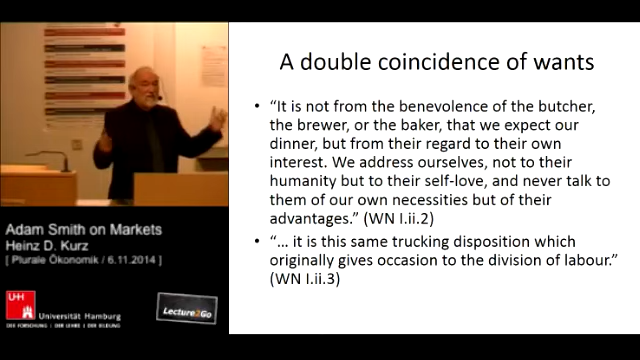 A double coincidence of wants
• “It is not from the benevolence of the butcher,
the brewer, or the baker, that we expect our
dinner, but from their regard to their own
interest. We address ourselves, not to their
humanity but to their self-love, and never talk to
them of our own necessities but of their
advantages.” (WN I.ii.2)
• “... it is this same trucking disposition which
originally gives occasion to the division of labour.”
(WN I.ii.3)
Adam Smith on Markets
Heinz D. Kurz
[ Plurale Ökonomik / 6.11.2014 ]
UH
Universität Hamburg
DER FORSCHUNG | DER LEHRE | DER BILDUNG
Lecture2Go